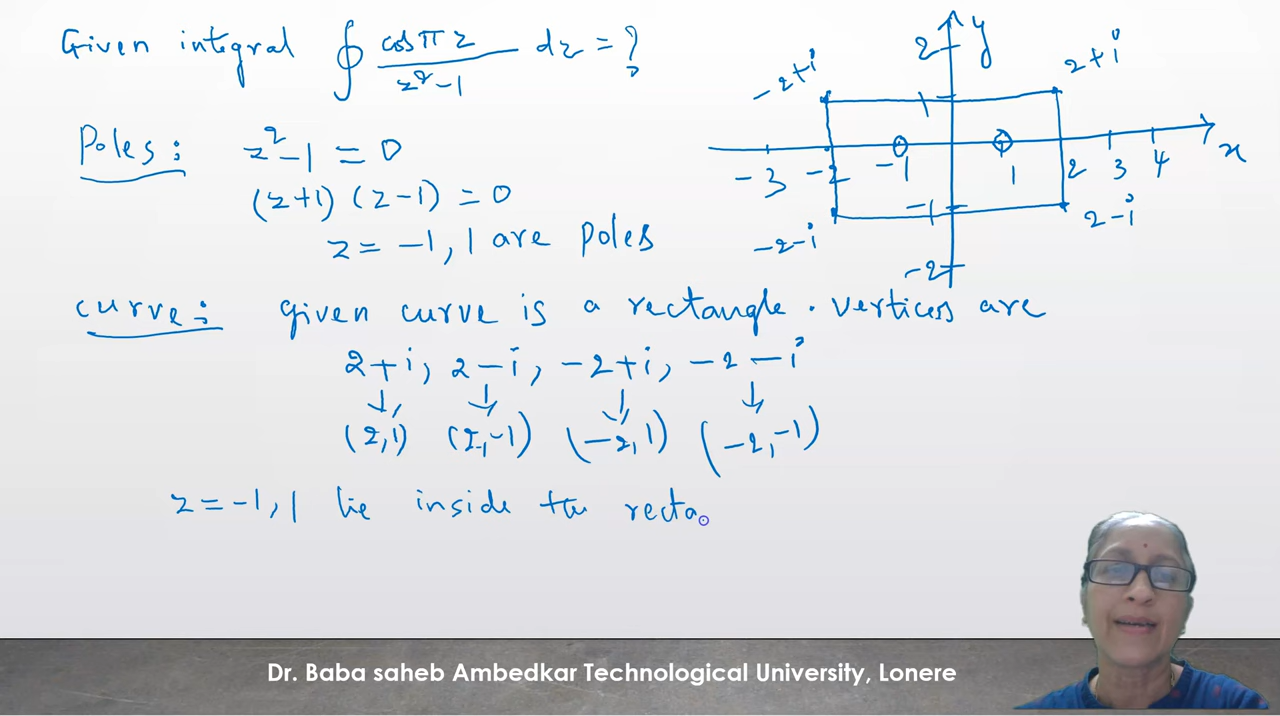 Given integral ∮ cosπz / z²-1 dz = ?
Poles: z²-1 = 0
(z+1) (z-1) = 0
z = -1, 1 are poles
y
2
-2+i
2+i
1
-3 -2 -1 1 2 3 4 x
-1
-2-i
2-i
-2
curve: given curve is a rectangle. vertices are
2+i, 2-i, -2+i, -2-i
↓ ↓ ↓ ↓
(2,1) (2,-1) (-2,1) (-2,-1)
z=-1,1 lie inside the recta
Dr. Baba saheb Ambedkar Technological University, Lonere